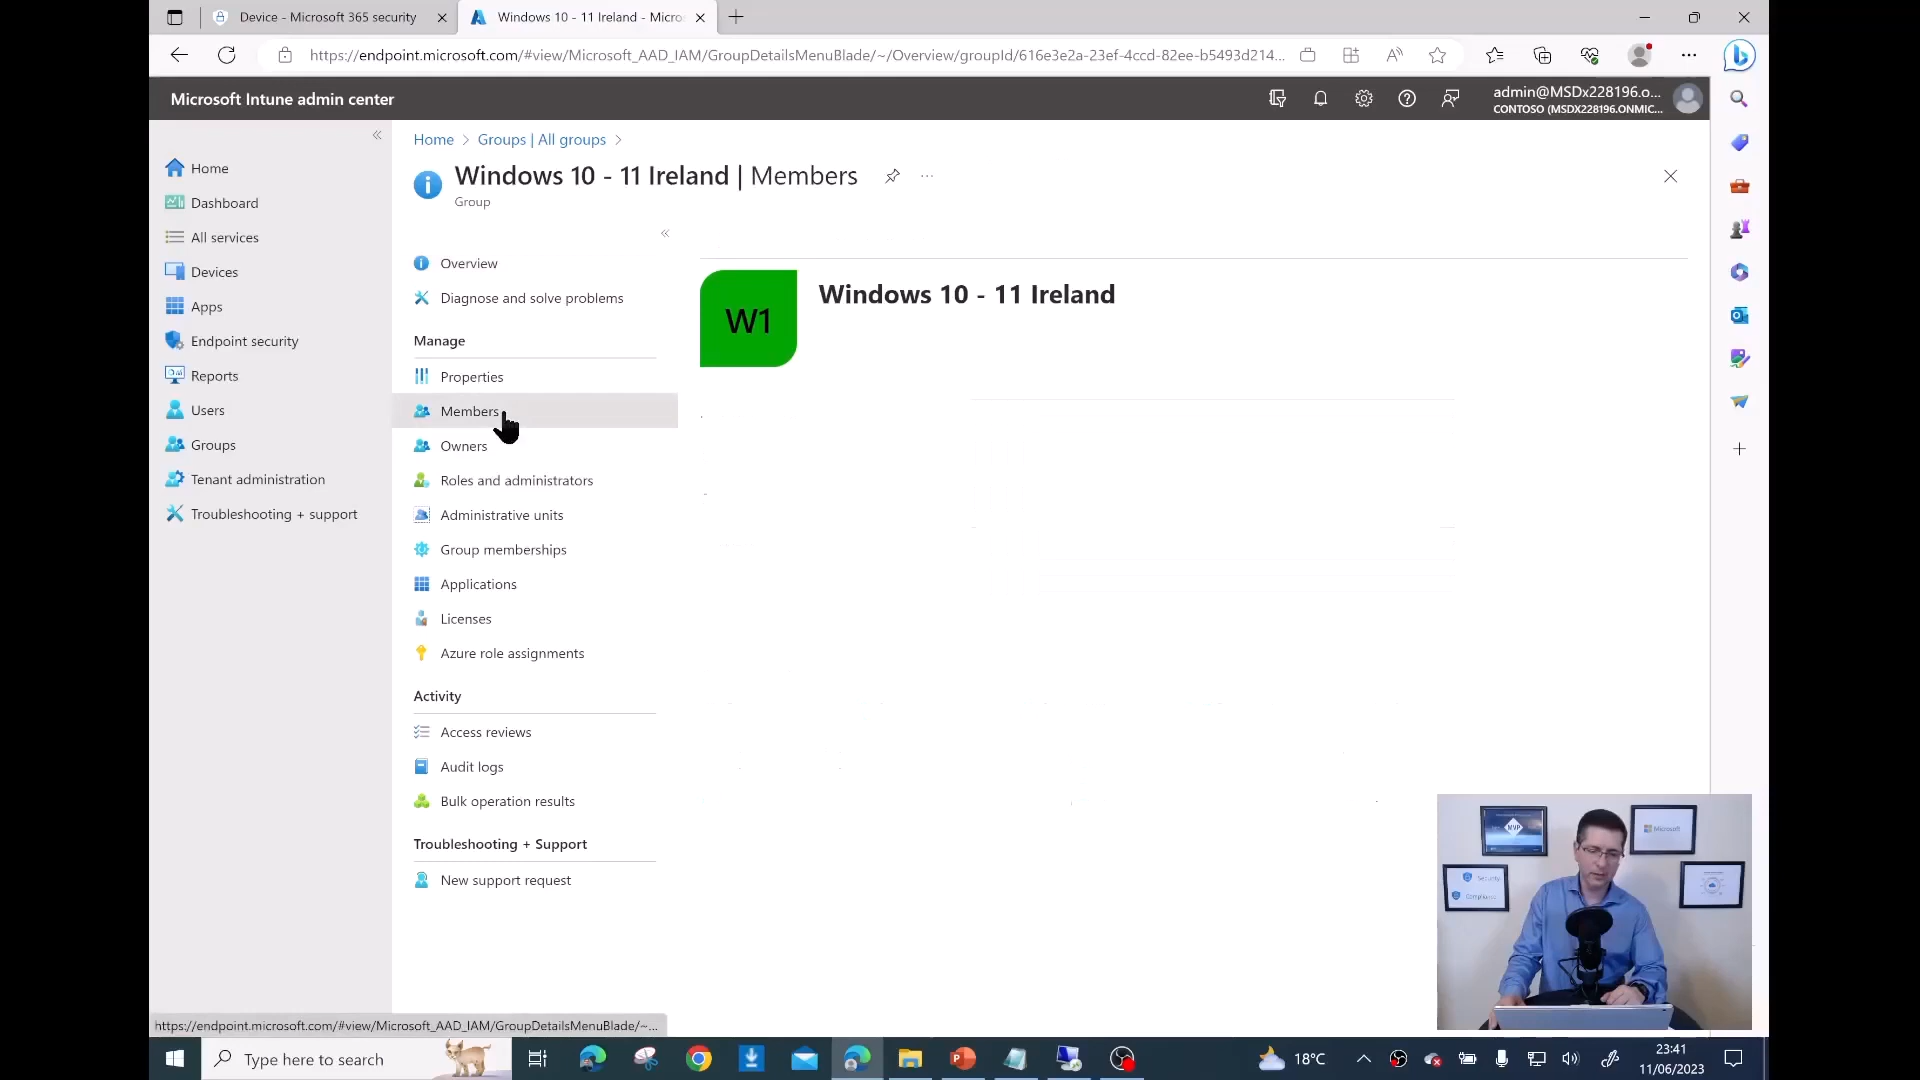 Device - Microsoft 365 security
Windows 10 - 11 Ireland - Micro
https://endpoint.microsoft.com/#view/Microsoft_AAD_IAM/GroupDetailsMenuBlade/~/Overview/groupId/616e3e2a-23ef-4ccd-82ee-b5493d214...
Microsoft Intune admin center
admin@MSDx228196.o...
CONTOSO (MSDX228196.ONMIC...
Home > Groups | All groups >
Windows 10 - 11 Ireland | Members
Group
Home
Dashboard
All services
Devices
Apps
Endpoint security
Reports
Users
Groups
Tenant administration
Troubleshooting + support
Overview
Diagnose and solve problems
Manage
Properties
Members
Owners
Roles and administrators
Administrative units
Group memberships
Applications
Licenses
Azure role assignments
Activity
Access reviews
Audit logs
Bulk operation results
Troubleshooting + Support
New support request
W1
Windows 10 - 11 Ireland
MVP
Microsoft
Security
Compliance
https://endpoint.microsoft.com/#view/Microsoft_AAD_IAM/GroupDetailsMenuBlade/~...
Type here to search
18°C
23:41
11/06/2023